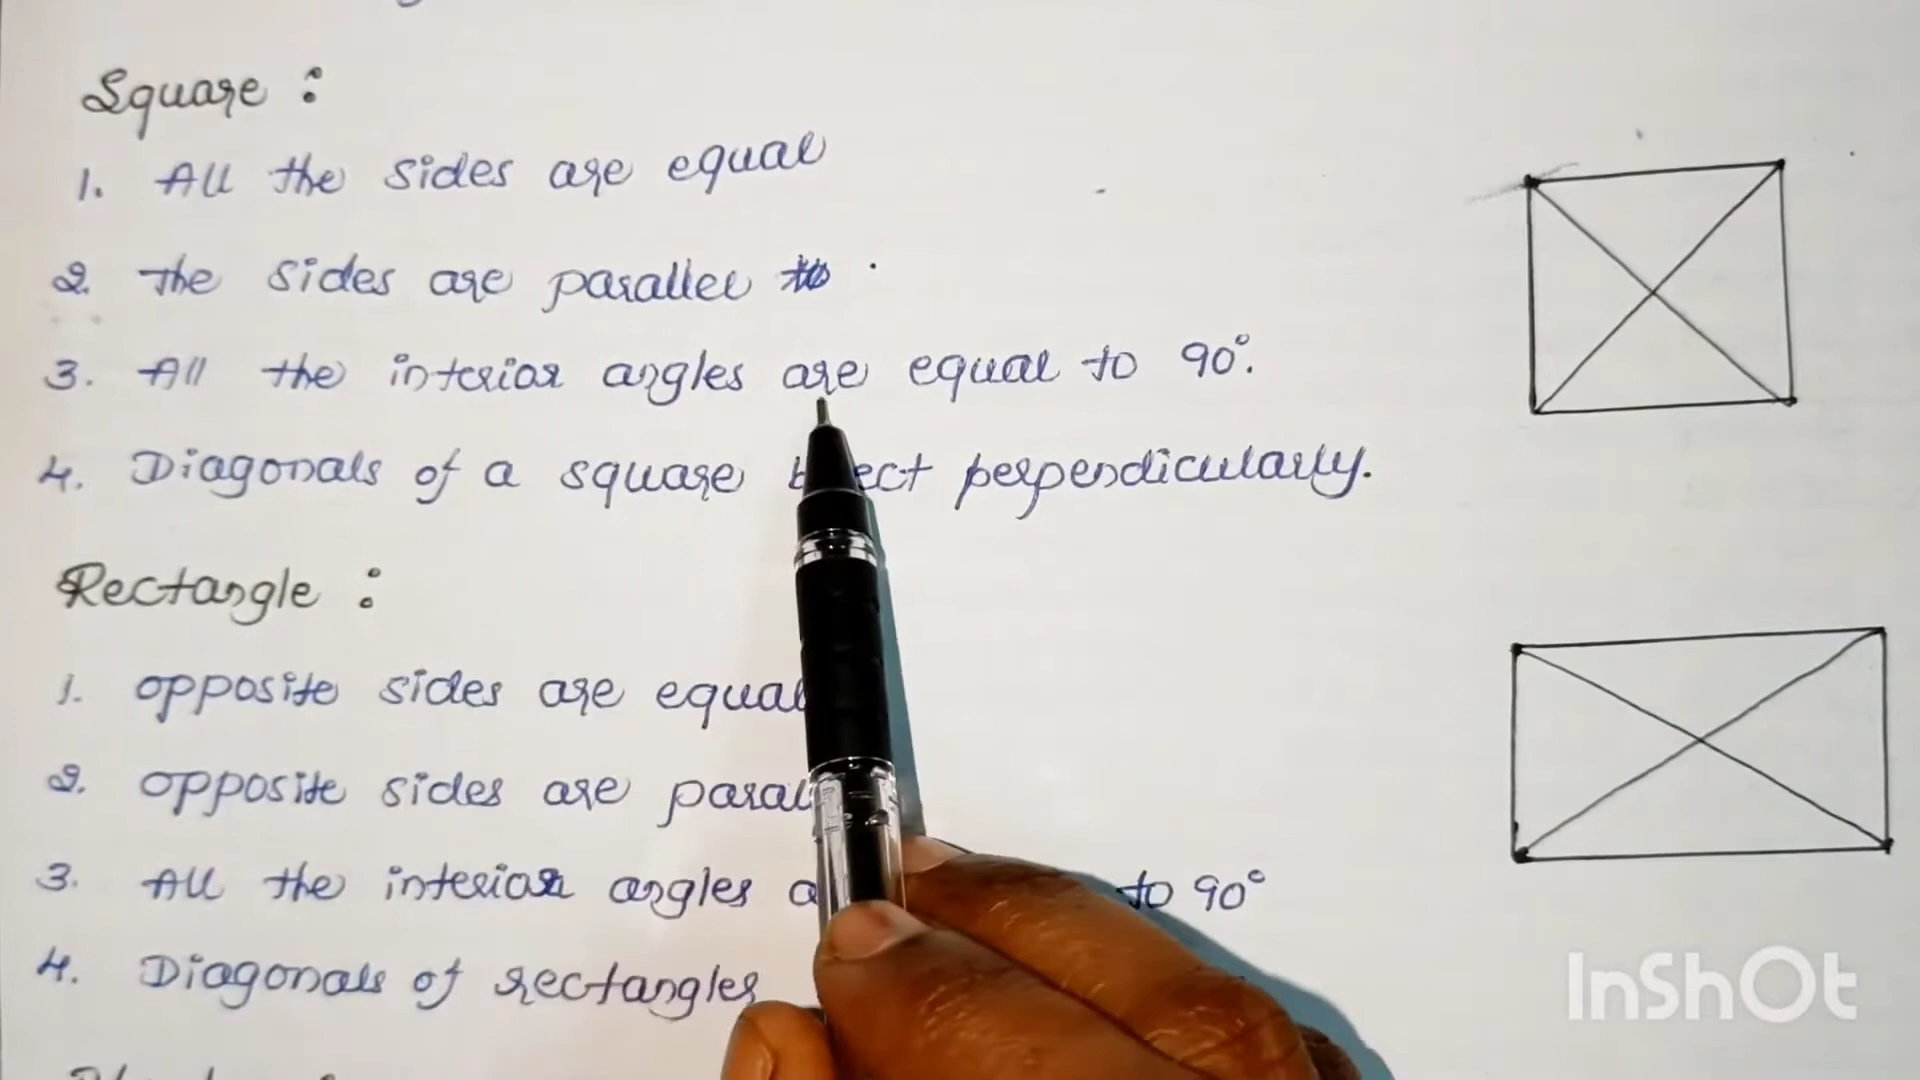 Square :
1. All the sides are equal
2. The sides are parallel .
3. All the interior angles are equal to 90°.
4. Diagonals of a square perpendicularly.
Rectangle :
1. opposite sides are equal
2. opposite sides are
3. All the interior angles to 90°
4. Diagonals of rectangles
InShOt